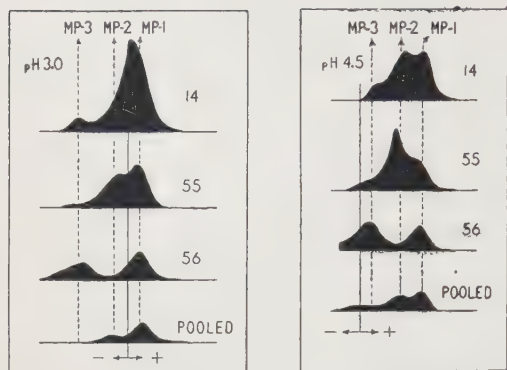 MP-3 MP-2 MP-1
pH 3.0
14
55
56
POOLED
− +
MP-3 MP-2 MP-1
pH 4.5
14
55
56
POOLED
− +